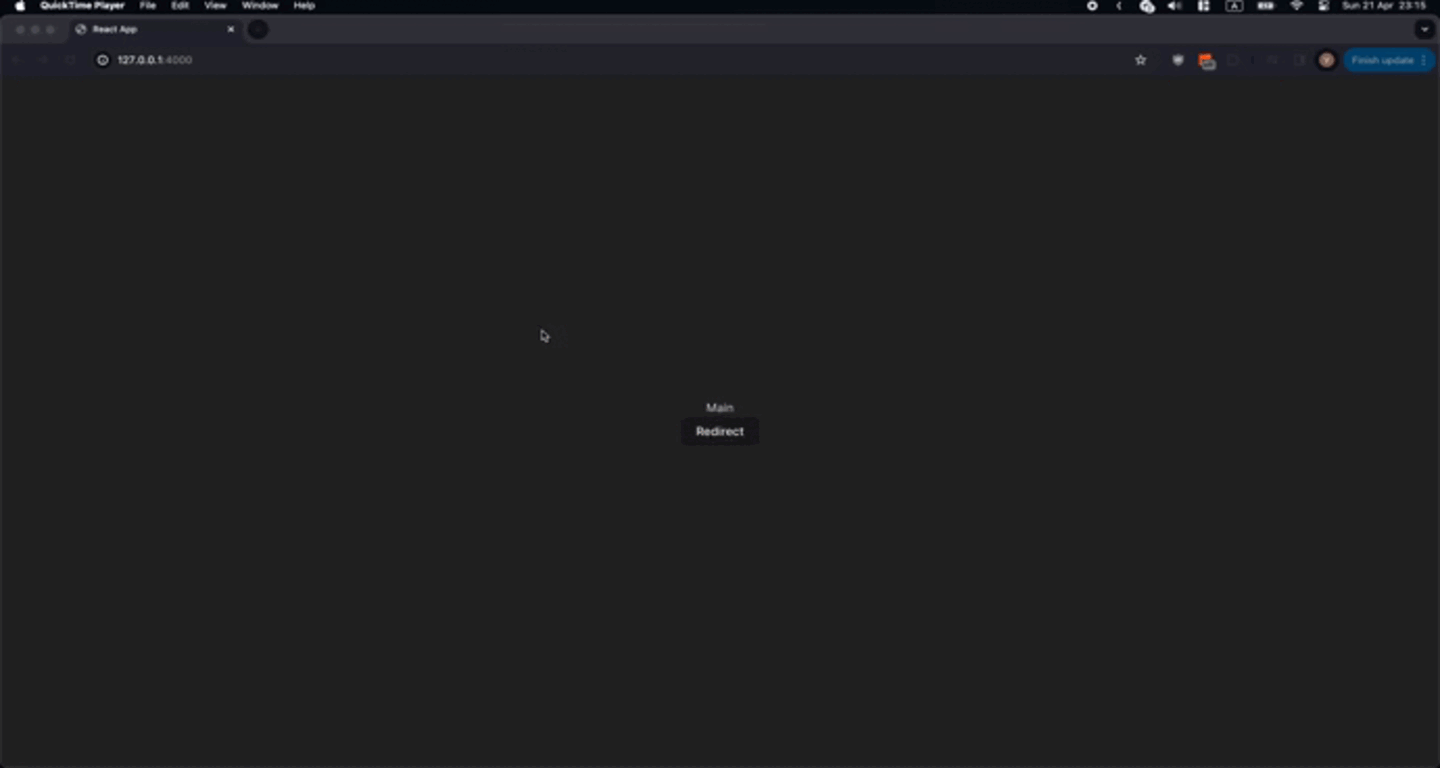 QuickTime Player File Edit View Window Help A Sun 21 Apr 23:15
React App
127.0.0.1:4000 Finish update
Main
Redirect